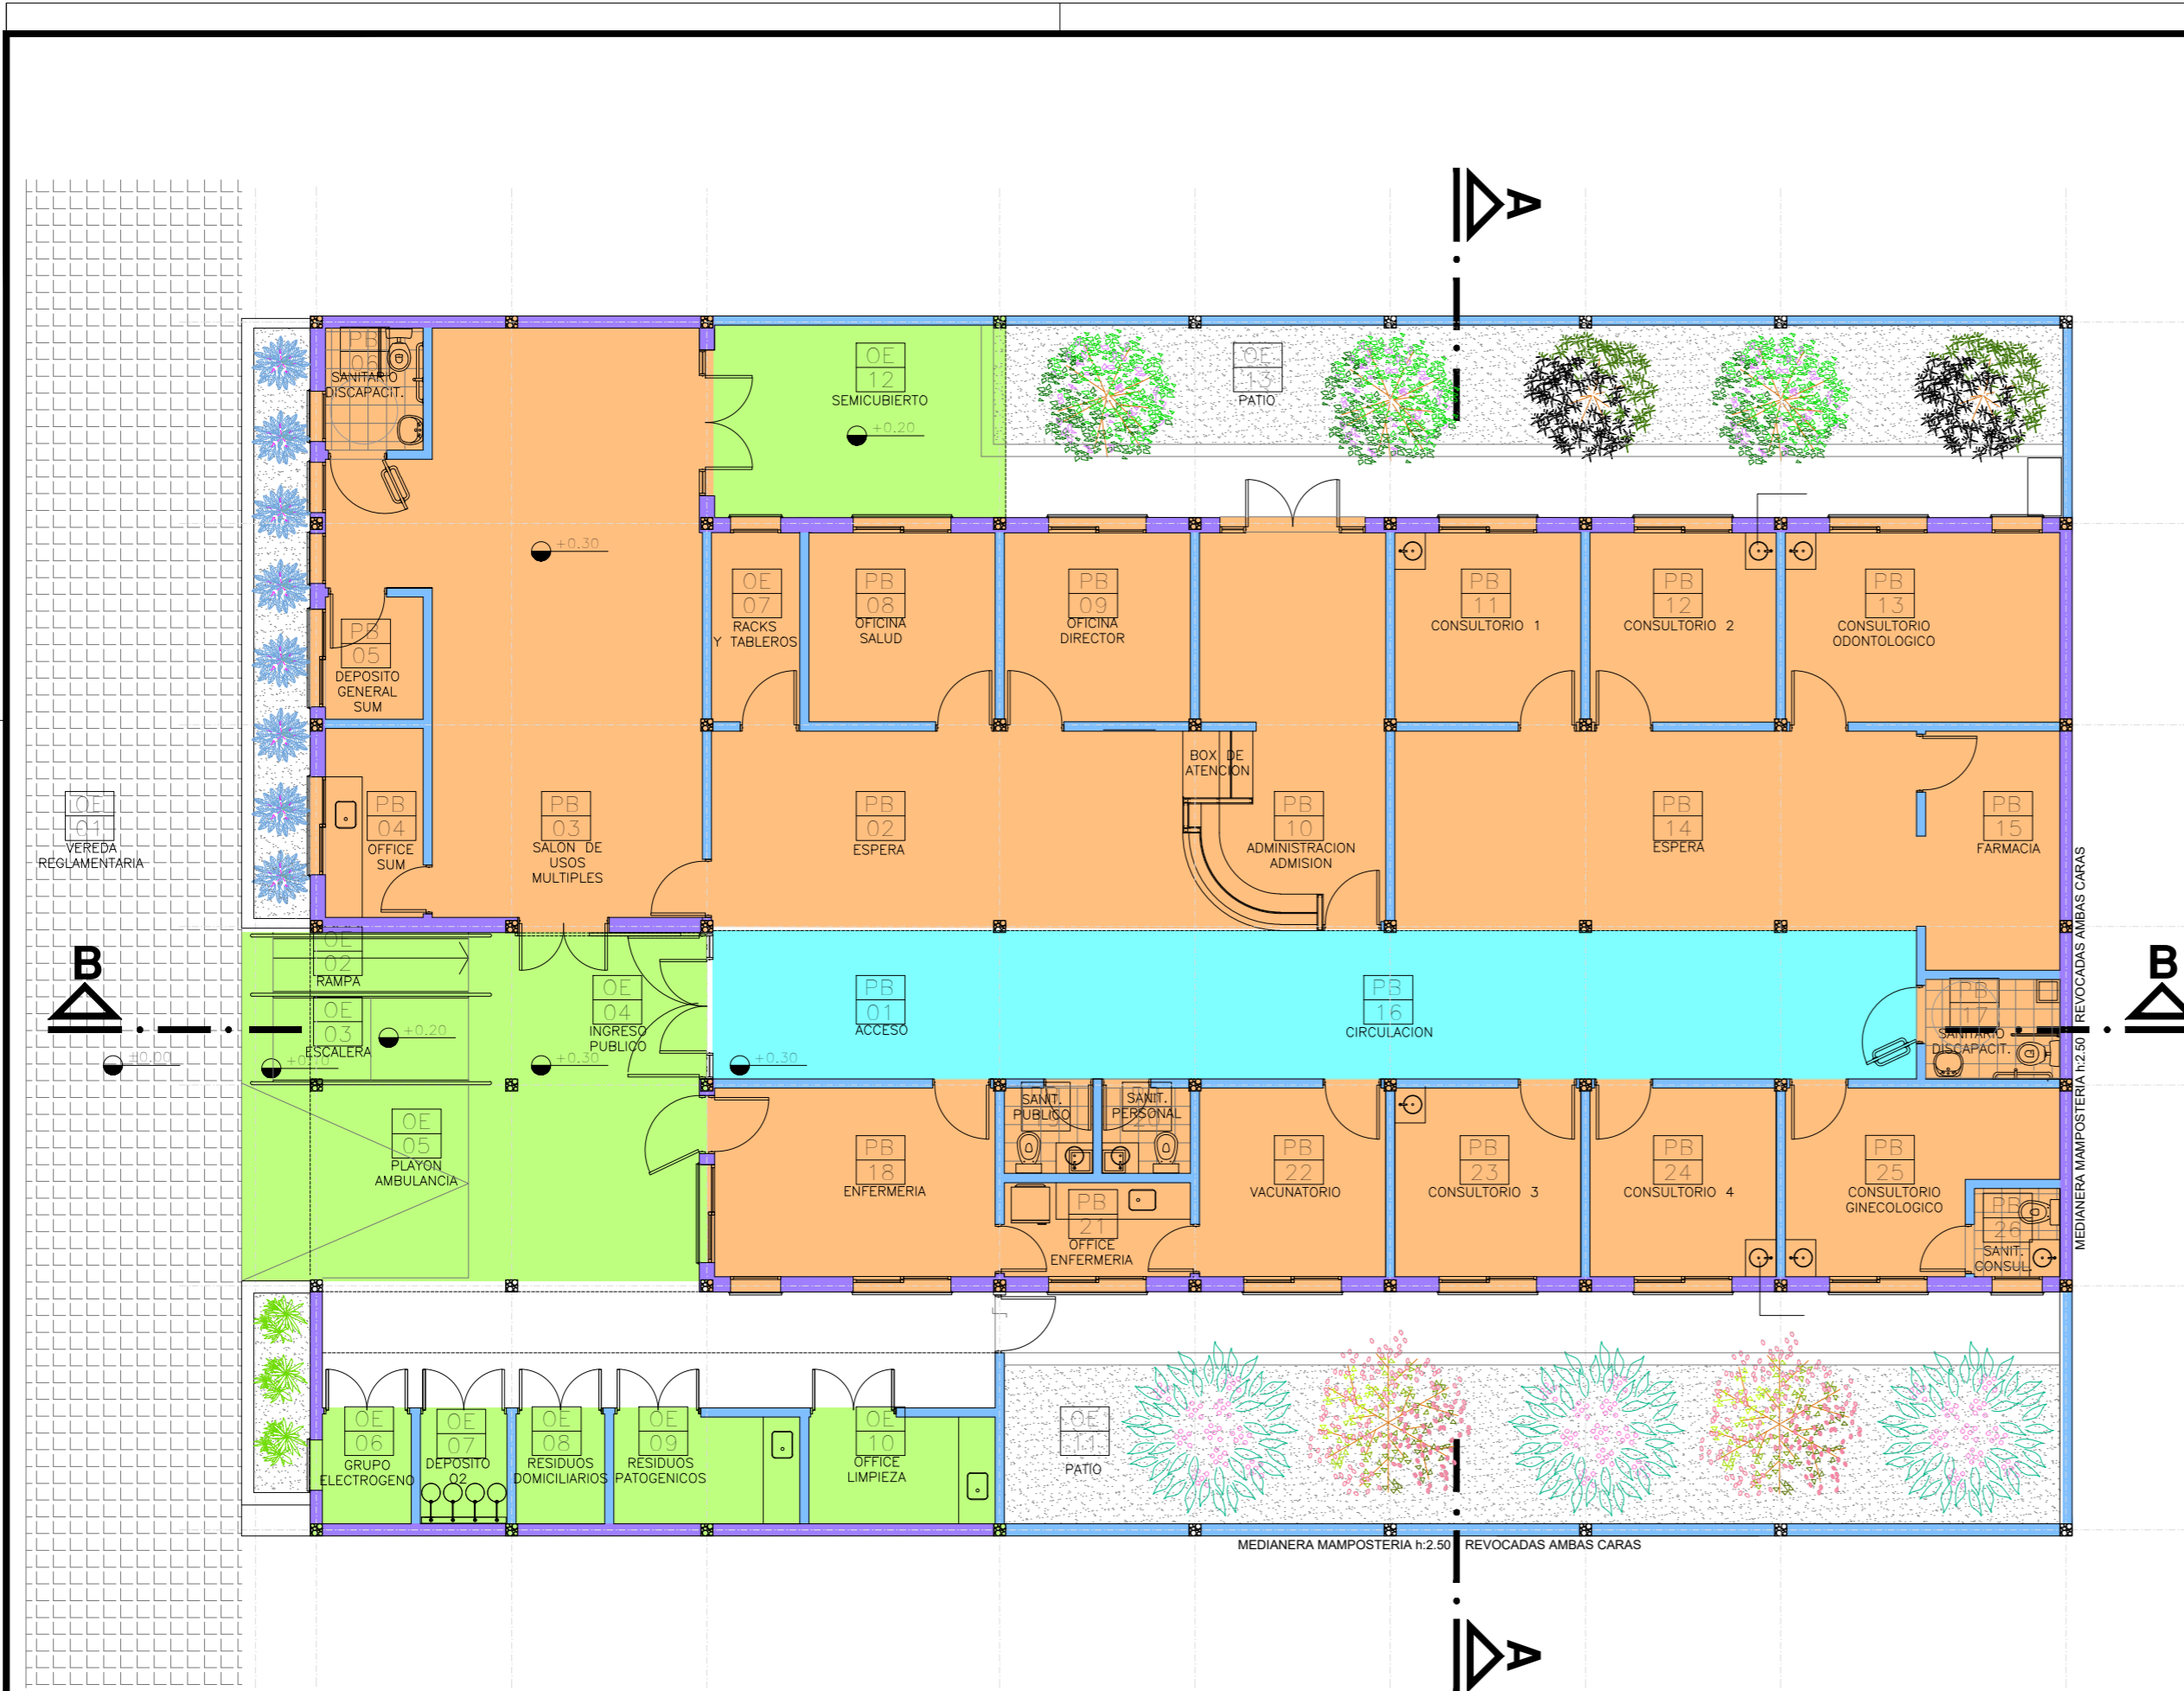 A
PB
06
SANITARIO
DISCAPACIT.
OE
12
SEMICUBIERTO
+0.20
OE
13
PATIO
+0.30
OE
07
RACKS
Y TABLEROS
PB
08
OFICINA
SALUD
PB
09
OFICINA
DIRECTOR
PB
11
CONSULTORIO 1
PB
12
CONSULTORIO 2
PB
13
CONSULTORIO
ODONTOLOGICO
PB
05
DEPOSITO
GENERAL
SUM
OE
01
VEREDA
REGLAMENTARIA
PB
04
OFFICE
SUM
PB
03
SALON DE
USOS
MULTIPLES
PB
02
ESPERA
BOX DE
ATENCION
PB
10
ADMINISTRACION
ADMISION
PB
14
ESPERA
PB
15
FARMACIA
MEDIANERA MAMPOSTERIA h:2.50 REVOCADAS AMBAS CARAS
B
OE
02
RAMPA
OE
03
ESCALERA
+0.20
±0.00
+0.10
OE
04
INGRESO
PUBLICO
+0.30
PB
01
ACCESO
+0.30
PB
16
CIRCULACION
PB
17
SANITARIO
DISCAPACIT.
B
OE
05
PLAYON
AMBULANCIA
PB
18
ENFERMERIA
SANIT.
PUBLICO
19
SANIT.
PERSONAL
20
PB
21
OFFICE
ENFERMERIA
PB
22
VACUNATORIO
PB
23
CONSULTORIO 3
PB
24
CONSULTORIO 4
PB
25
CONSULTORIO
GINECOLOGICO
PB
26
SANIT.
CONSUL.
OE
06
GRUPO
ELECTROGENO
OE
07
DEPOSITO
02
OE
08
RESIDUOS
DOMICILIARIOS
OE
09
RESIDUOS
PATOGENICOS
OE
10
OFFICE
LIMPIEZA
OE
11
PATIO
MEDIANERA MAMPOSTERIA h:2.50 REVOCADAS AMBAS CARAS
A